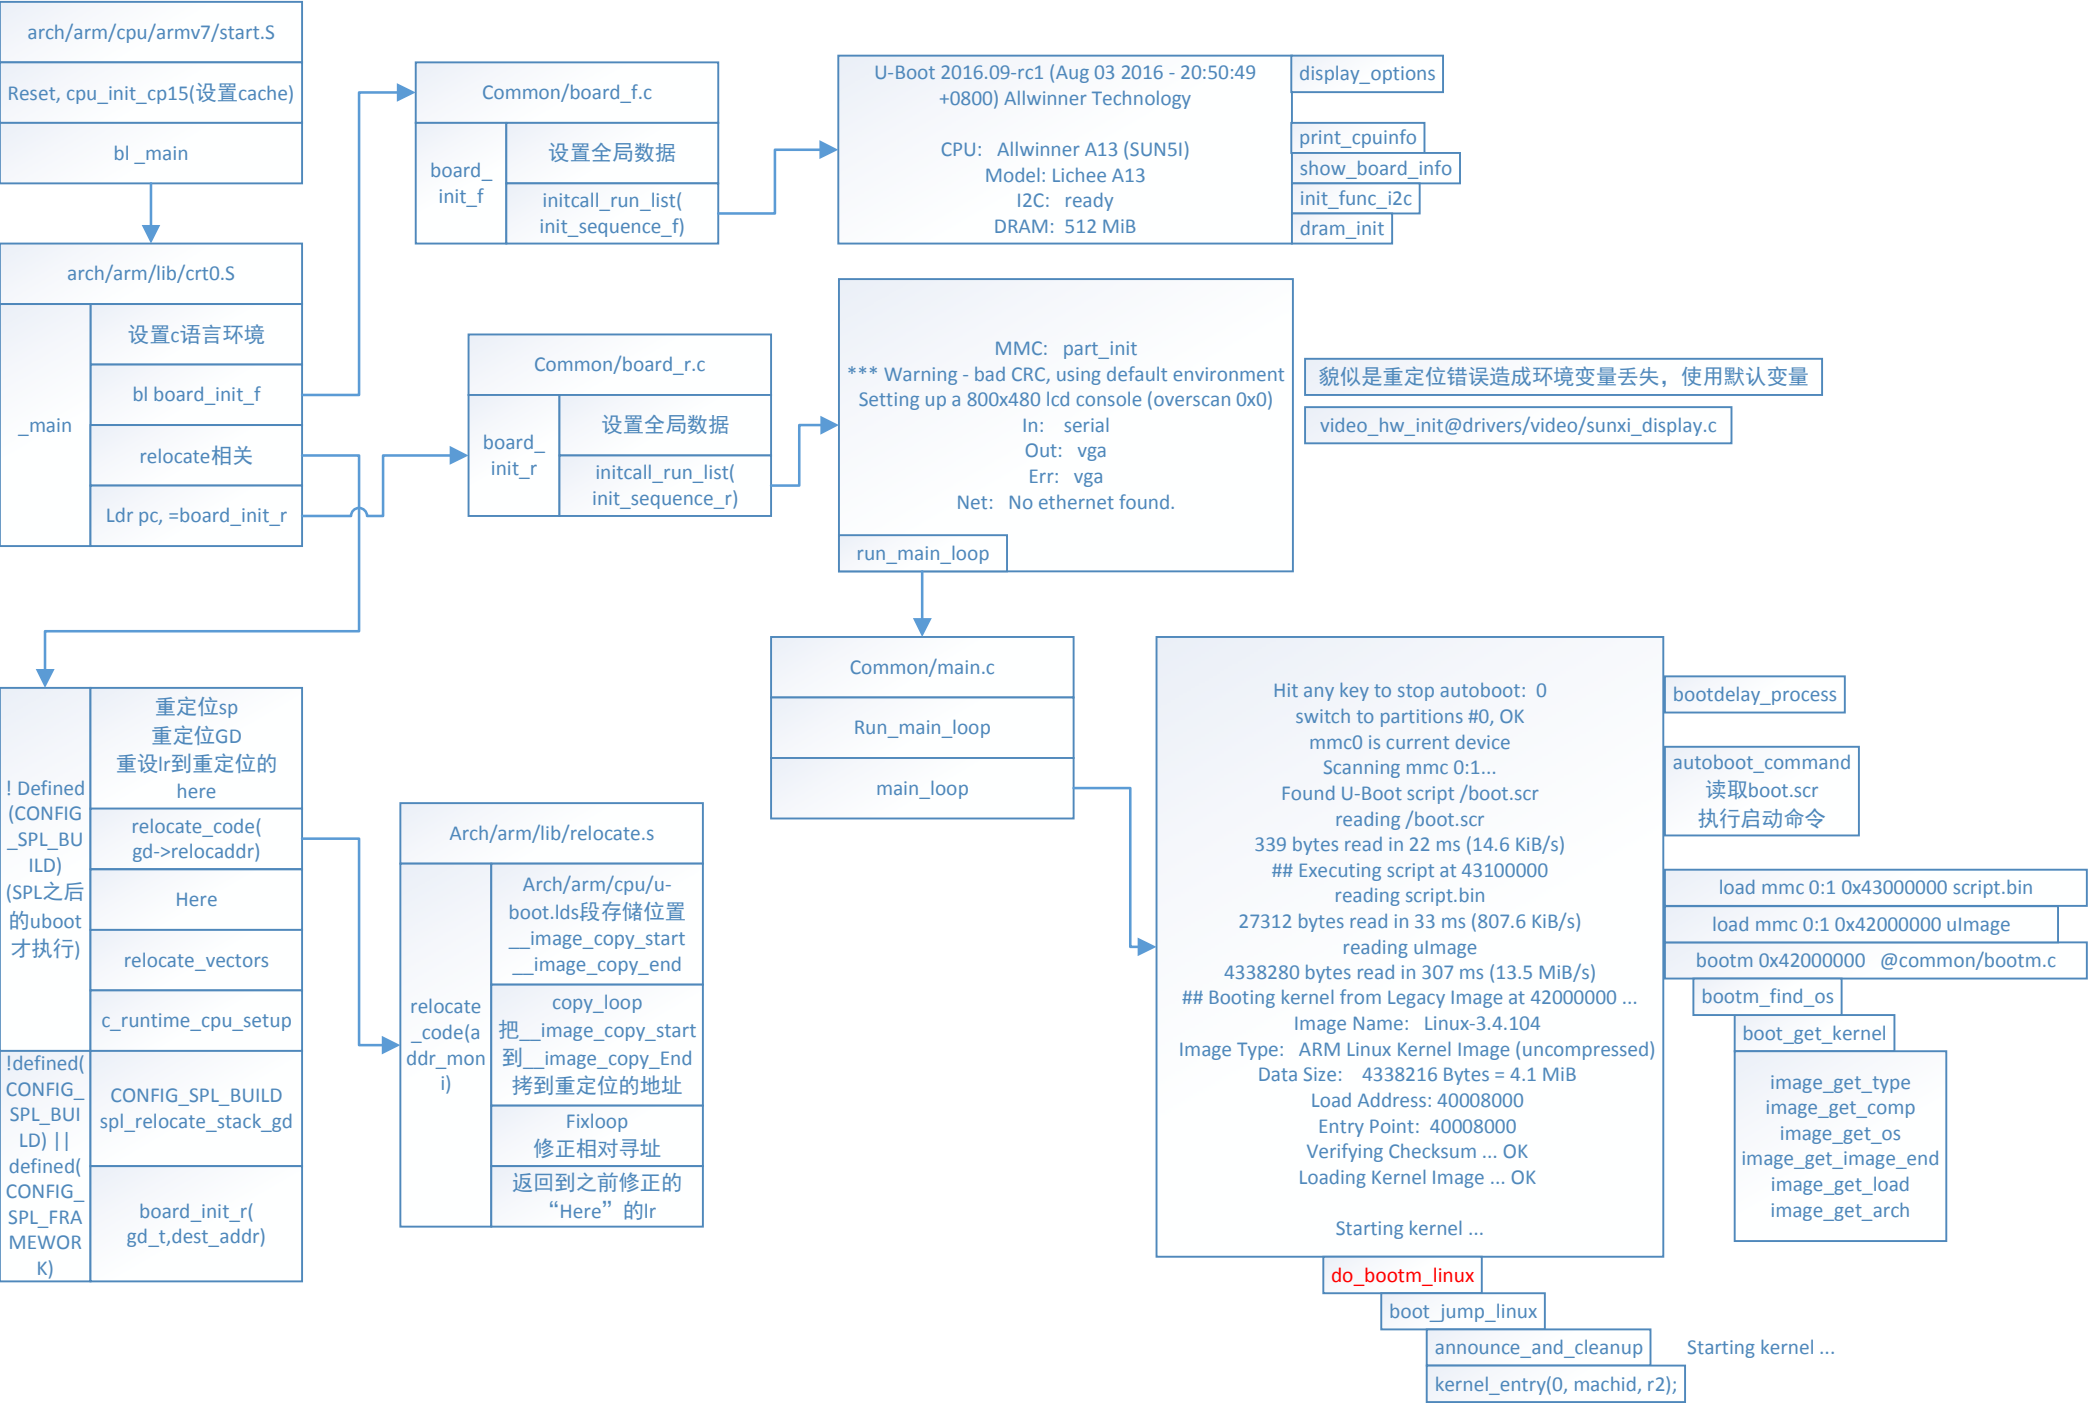 arch/arm/cpu/armv7/start.S
Reset, cpu_init_cp15(设置cache)
bl _main
arch/arm/lib/crt0.S
_main
设置c语言环境
bl board_init_f
relocate相关
Ldr pc, =board_init_r
Common/board_f.c
board_
init_f
设置全局数据
initcall_run_list(
init_sequence_f)
U-Boot 2016.09-rc1 (Aug 03 2016 - 20:50:49
+0800) Allwinner Technology
CPU: Allwinner A13 (SUN5I)
Model: Lichee A13
I2C: ready
DRAM: 512 MiB
display_options
print_cpuinfo
show_board_info
init_func_i2c
dram_init
Common/board_r.c
board_
init_r
设置全局数据
initcall_run_list(
init_sequence_r)
MMC: part_init
*** Warning - bad CRC, using default environment
Setting up a 800x480 lcd console (overscan 0x0)
In: serial
Out: vga
Err: vga
Net: No ethernet found.
run_main_loop
貌似是重定位错误造成环境变量丢失，使用默认变量
video_hw_init@drivers/video/sunxi_display.c
! Defined
(CONFIG
_SPL_BU
ILD)
(SPL之后
的uboot
才执行)
重定位sp
重定位GD
重设lr到重定位的
here
relocate_code(
gd->relocaddr)
Here
relocate_vectors
c_runtime_cpu_setup
!defined(
CONFIG_
SPL_BUI
LD) ||
defined(
CONFIG_
SPL_FRA
MEWOR
K)
CONFIG_SPL_BUILD
spl_relocate_stack_gd
board_init_r(
gd_t,dest_addr)
Arch/arm/lib/relocate.s
relocate
_code(a
ddr_mon
i)
Arch/arm/cpu/u-
boot.lds段存储位置
__image_copy_start
__image_copy_end
copy_loop
把__image_copy_start
到__image_copy_End
拷到重定位的地址
Fixloop
修正相对寻址
返回到之前修正的
“Here”的lr
Common/main.c
Run_main_loop
main_loop
Hit any key to stop autoboot: 0
switch to partitions #0, OK
mmc0 is current device
Scanning mmc 0:1...
Found U-Boot script /boot.scr
reading /boot.scr
339 bytes read in 22 ms (14.6 KiB/s)
## Executing script at 43100000
reading script.bin
27312 bytes read in 33 ms (807.6 KiB/s)
reading uImage
4338280 bytes read in 307 ms (13.5 MiB/s)
## Booting kernel from Legacy Image at 42000000 ...
Image Name: Linux-3.4.104
Image Type: ARM Linux Kernel Image (uncompressed)
Data Size: 4338216 Bytes = 4.1 MiB
Load Address: 40008000
Entry Point: 40008000
Verifying Checksum ... OK
Loading Kernel Image ... OK
Starting kernel ...
bootdelay_process
autoboot_command
读取boot.scr
执行启动命令
load mmc 0:1 0x43000000 script.bin
load mmc 0:1 0x42000000 uImage
bootm 0x42000000 @common/bootm.c
bootm_find_os
boot_get_kernel
image_get_type
image_get_comp
image_get_os
image_get_image_end
image_get_load
image_get_arch
do_bootm_linux
boot_jump_linux
announce_and_cleanup
Starting kernel ...
kernel_entry(0, machid, r2);